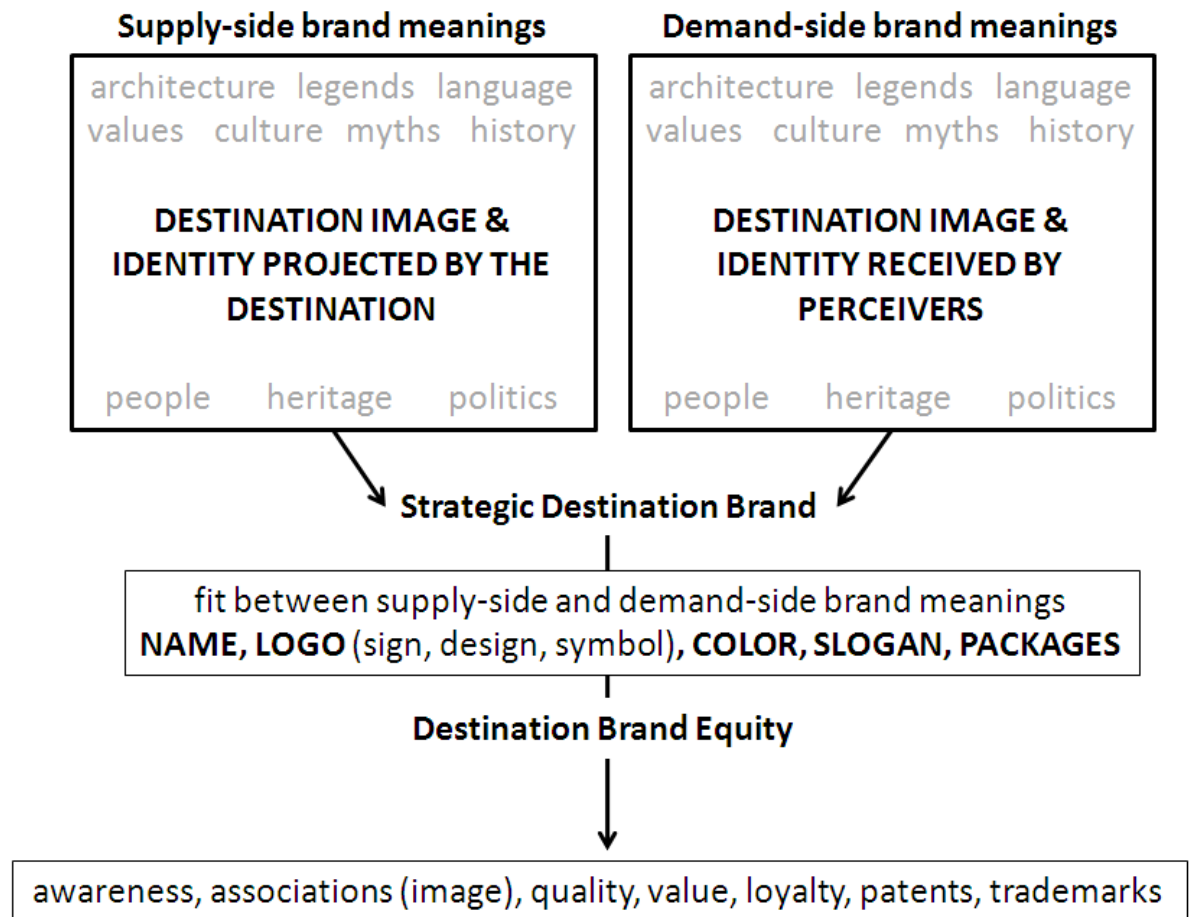 Supply-side brand meanings
architecture legends language
values culture myths history
DESTINATION IMAGE &
IDENTITY PROJECTED BY THE
DESTINATION
people heritage politics
Demand-side brand meanings
architecture legends language
values culture myths history
DESTINATION IMAGE &
IDENTITY RECEIVED BY
PERCEIVERS
people heritage politics
Strategic Destination Brand
fit between supply-side and demand-side brand meanings
NAME, LOGO (sign, design, symbol), COLOR, SLOGAN, PACKAGES
Destination Brand Equity
awareness, associations (image), quality, value, loyalty, patents, trademarks